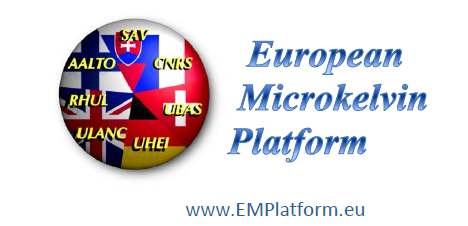 SAV
AALTO CNRS
RHUL UBAS
ULANC UHEI
European
Microkelvin
Platform
www.EMPlatform.eu